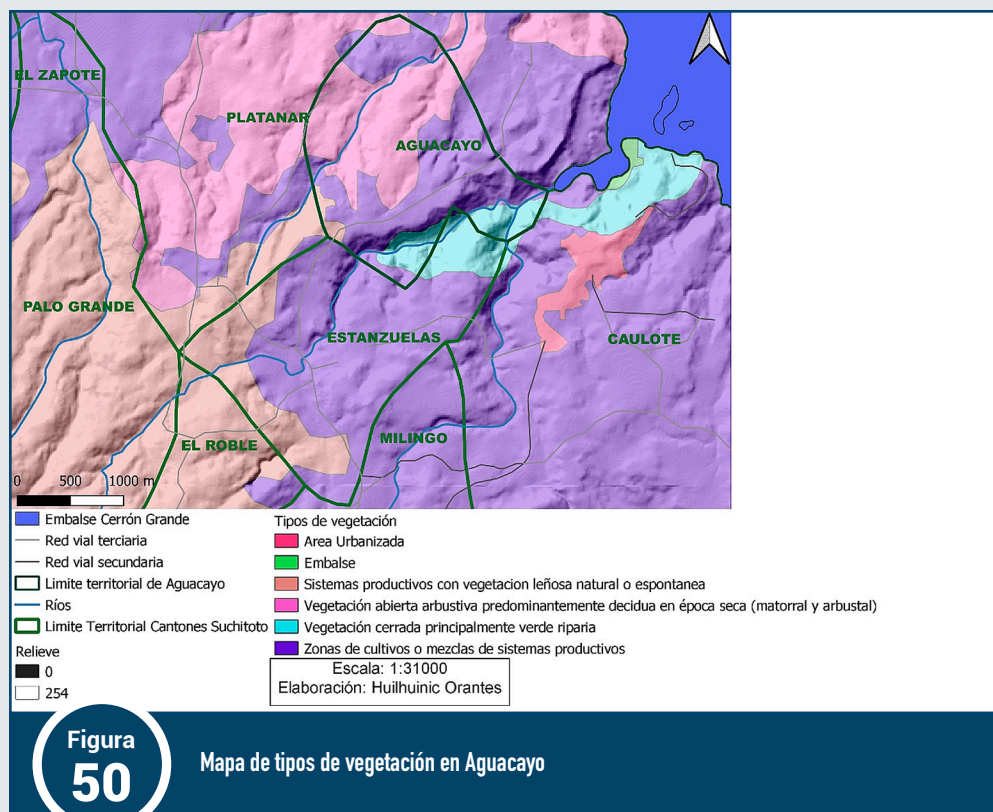 EL ZAPOTE
PLATANAR
AGUACAYO
PALO GRANDE
ESTANZUELAS
CAULOTE
EL ROBLE
MILINGO
0 500 1000 m
Embalse Cerrón Grande
Red vial terciaria
Red vial secundaria
Limite territorial de Aguacayo
Ríos
Limite Territorial Cantones Suchitoto
Relieve
0
254
Tipos de vegetación
Area Urbanizada
Embalse
Sistemas productivos con vegetacion leñosa natural o espontanea
Vegetación abierta arbustiva predominantemente decidua en época seca (matorral y arbustal)
Vegetación cerrada principalmente verde riparia
Zonas de cultivos o mezclas de sistemas productivos
Escala: 1:31000
Elaboración: Huilhuinic Orantes
Figura
50
Mapa de tipos de vegetación en Aguacayo